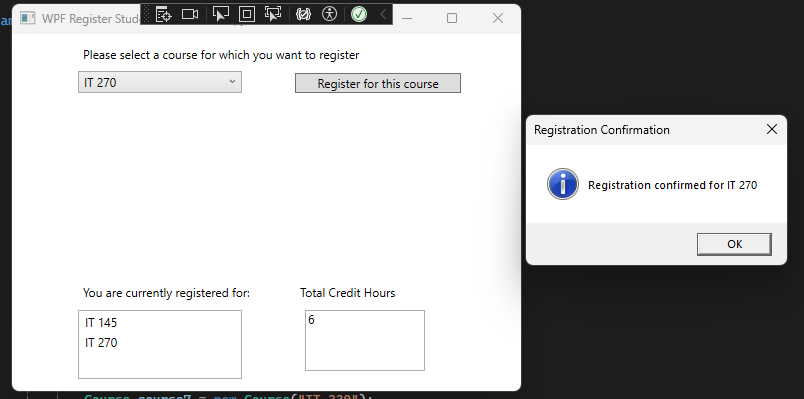 WPF Register Stude
Please select a course for which you want to register
IT 270
Register for this course
Registration Confirmation
Registration confirmed for IT 270
OK
You are currently registered for:
Total Credit Hours
IT 145
IT 270
6
Course course7 = new Course("IT 330");